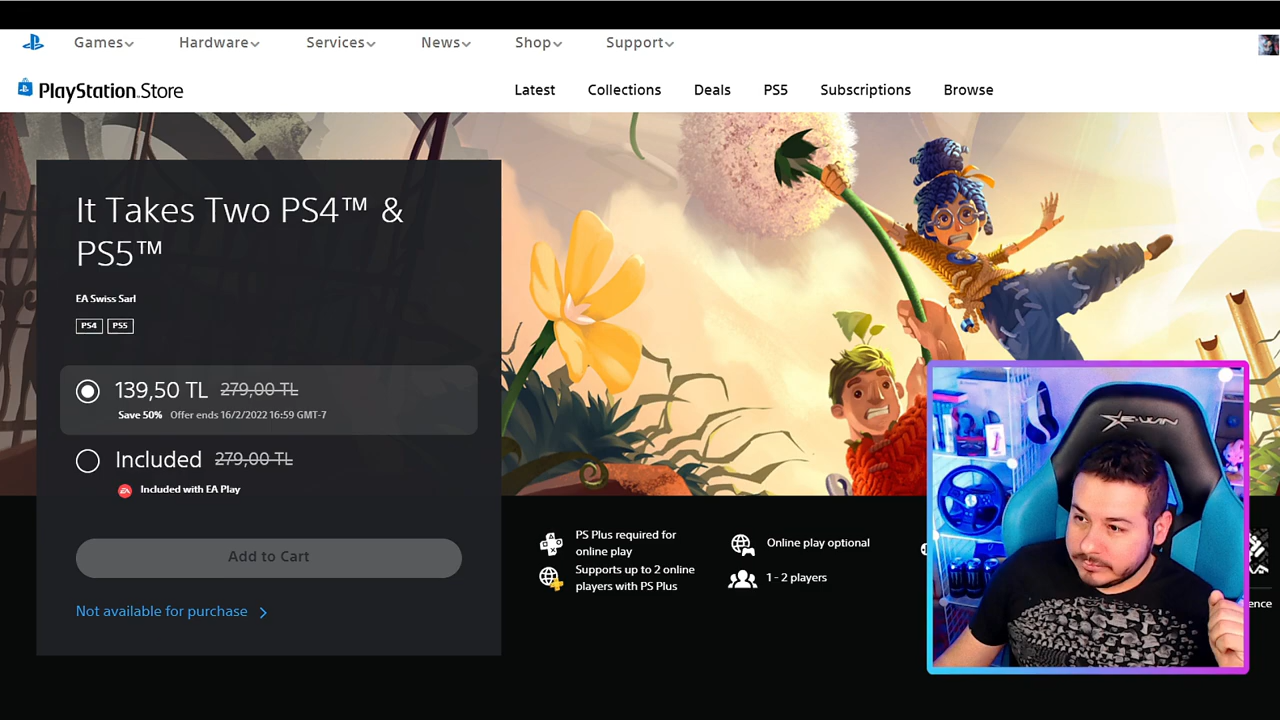 Games
Hardware
Services
News
Shop
Support
PlayStation.Store
Latest
Collections
Deals
PS5
Subscriptions
Browse
It Takes Two PS4™ &
PS5™
EA Swiss Sarl
PS4 PS5
139,50 TL 279,00 TL
Save 50% Offer ends 16/2/2022 16:59 GMT-7
Included 279,00 TL
EA Included with EA Play
Add to Cart
Not available for purchase
PS Plus required for
online play
Supports up to 2 online
players with PS Plus
Online play optional
1 - 2 players
ence
E-WIN